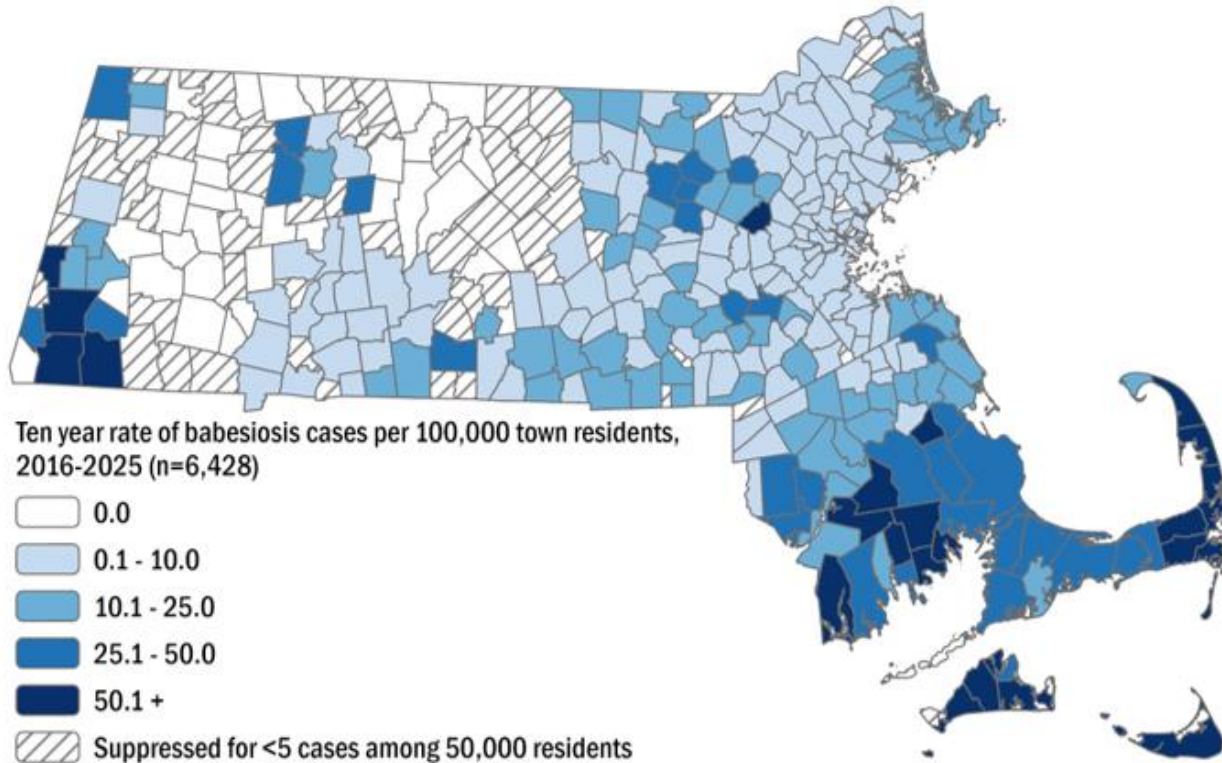 Ten year rate of babesiosis cases per 100,000 town residents,
2016-2025 (n=6,428)
0.0
0.1 - 10.0
10.1 - 25.0
25.1 - 50.0
50.1 +
Suppressed for <5 cases among 50,000 residents